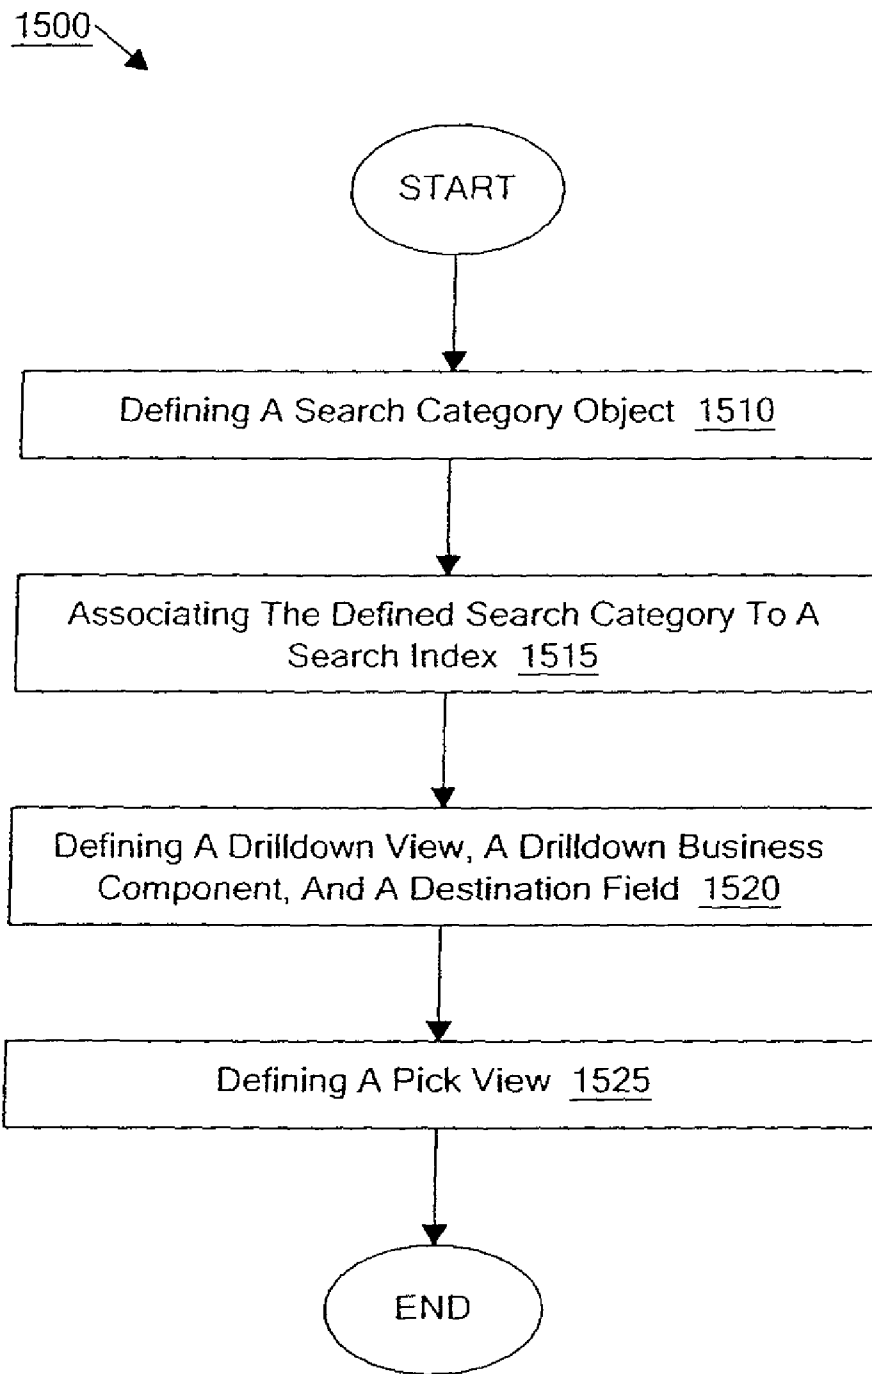 1500
START
Defining A Search Category Object 1510
Associating The Defined Search Category To A
Search Index 1515
Defining A Drilldown View, A Drilldown Business
Component, And A Destination Field 1520
Defining A Pick View 1525
END